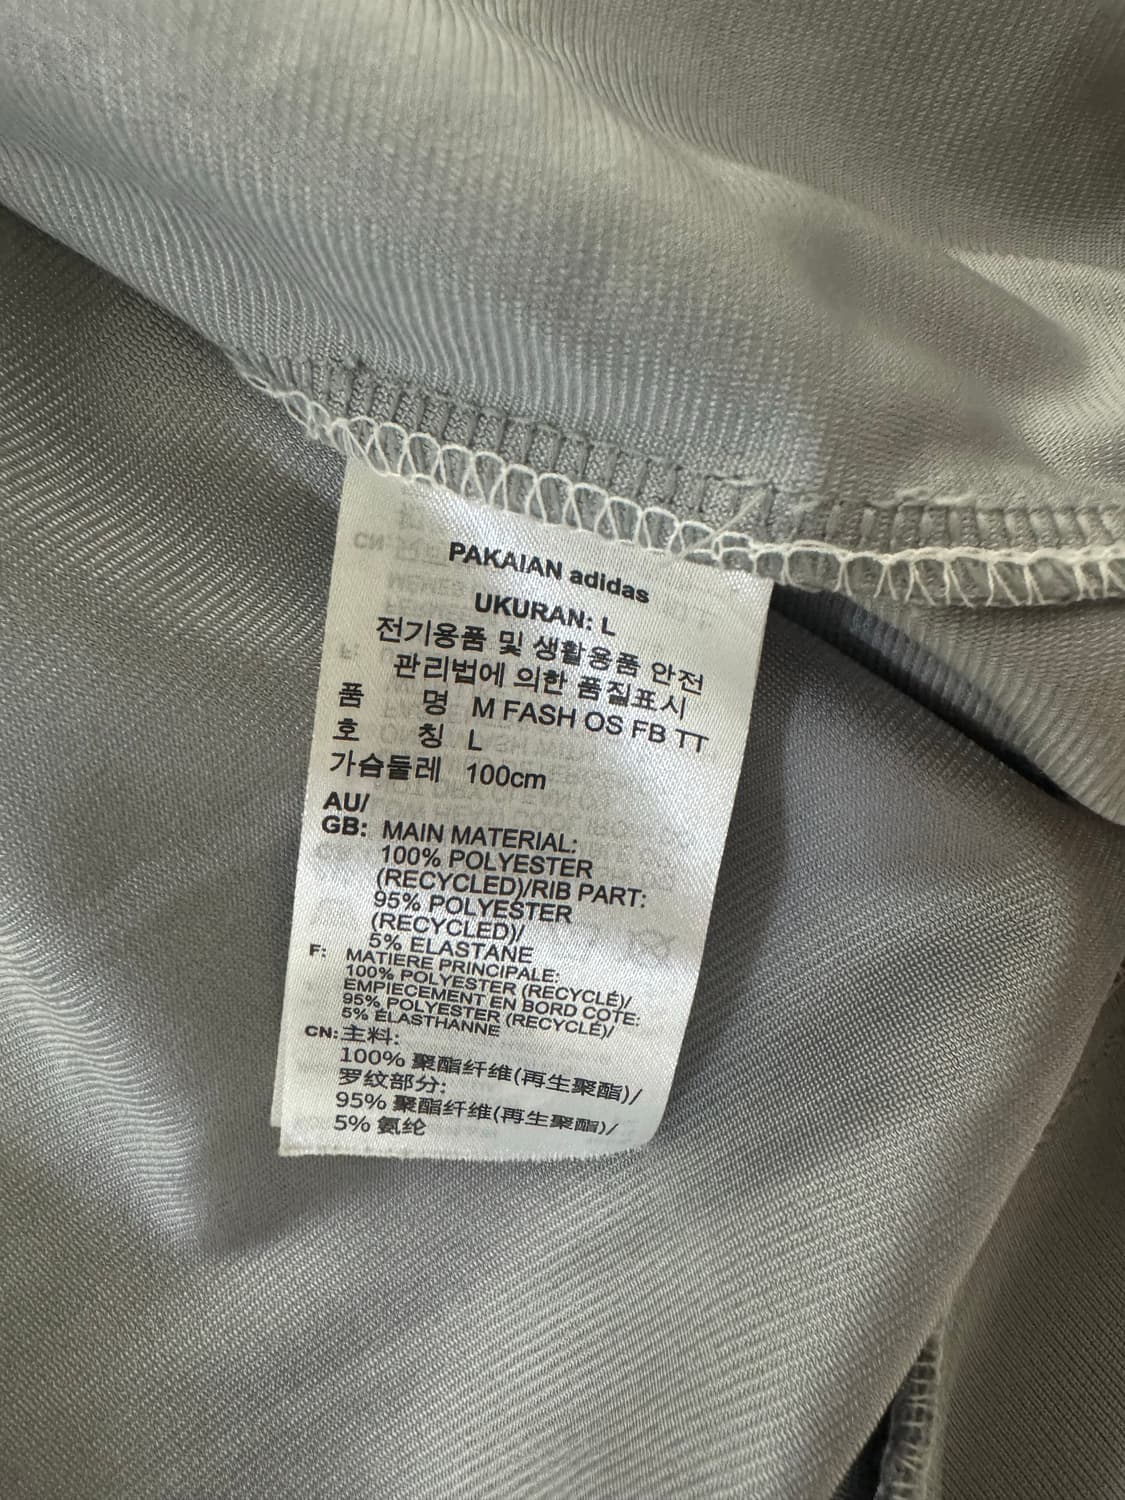 PAKAIAN adidas
UKURAN: L
전기용품 및 생활용품 안전
관리법에 의한 품질표시
품 명 M FASH OS FB TT
호 칭 L
가슴둘레 100cm
AU/
GB: MAIN MATERIAL:
100% POLYESTER
(RECYCLED)/RIB PART:
95% POLYESTER
(RECYCLED)/
5% ELASTANE
F: MATIERE PRINCIPALE:
100% POLYESTER (RECYCLÉ)/
EMPIECEMENT EN BORD COTE:
95% POLYESTER (RECYCLÉ)/
5% ÉLASTHANNE
CN: 主料:
100% 聚酯纤维(再生聚酯)/
罗纹部分:
95% 聚酯纤维(再生聚酯)/
5% 氨纶